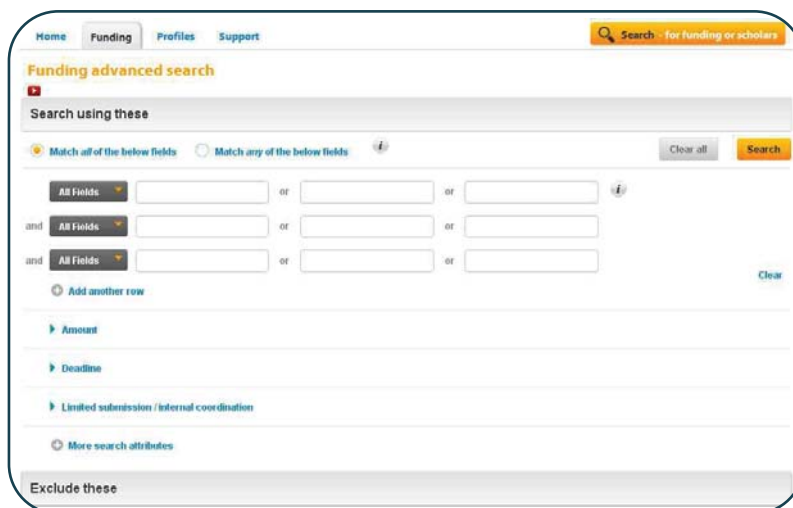 Home Funding Profiles Support Search - for funding or scholars
Funding advanced search
Search using these
Match all of the below fields Match any of the below fields i Clear all Search
All Fields or or i
and All Fields or or
and All Fields or or
Clear
Add another row
Amount
Deadline
Limited submission / internal coordination
More search attributes
Exclude these